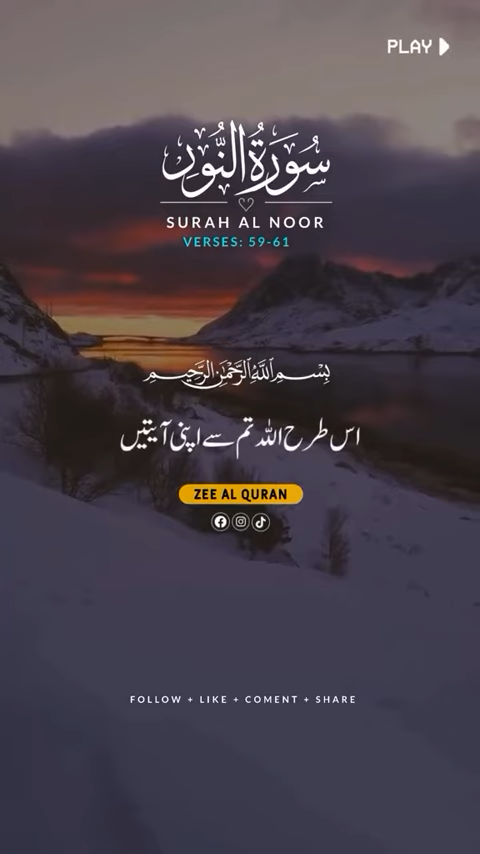 PLAY
سُورَةُ النُّور
SURAH AL NOOR
VERSES: 59-61
بِسْمِ اللَّهِ الرَّحْمَٰنِ الرَّحِيمِ
اس طرح اللہ تم سے اپنی آیتیں
ZEE AL QURAN
FOLLOW + LIKE + COMENT + SHARE